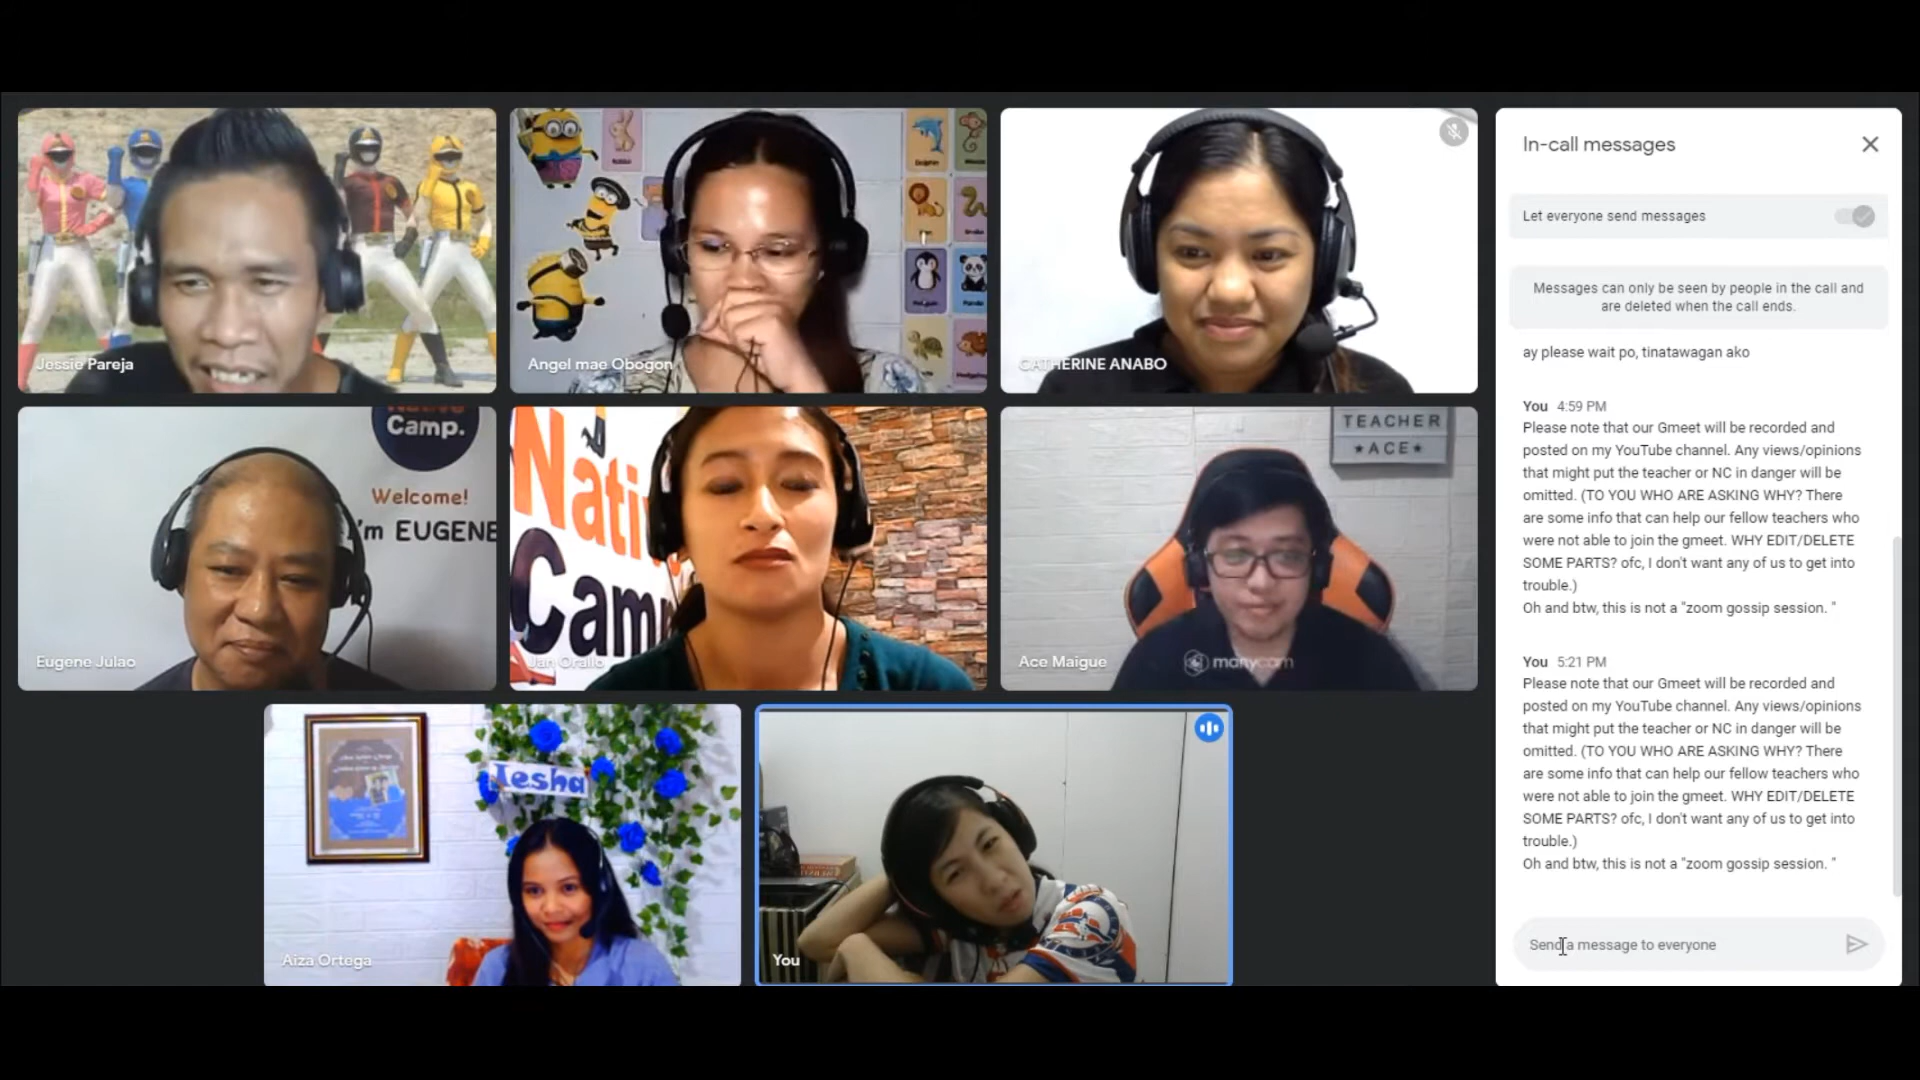 Jessie Pareja
Rabbit
Dolphin
Penguin
Panda
Angel mae Obogon
CATHERINE ANABO
Native
Camp.
Welcome!
I'm EUGENE
Eugene Julao
Nati
Camp
Jan Orallo
TEACHER
★ACE★
manycam
Ace Maigue
Iesha
Aiza Ortega
You
In-call messages
Let everyone send messages
Messages can only be seen by people in the call and
are deleted when the call ends.
ay please wait po, tinatawagan ako
You 4:59 PM
Please note that our Gmeet will be recorded and
posted on my YouTube channel. Any views/opinions
that might put the teacher or NC in danger will be
omitted. (TO YOU WHO ARE ASKING WHY? There
are some info that can help our fellow teachers who
were not able to join the gmeet. WHY EDIT/DELETE
SOME PARTS? ofc, I don't want any of us to get into
trouble.)
Oh and btw, this is not a "zoom gossip session. "
You 5:21 PM
Please note that our Gmeet will be recorded and
posted on my YouTube channel. Any views/opinions
that might put the teacher or NC in danger will be
omitted. (TO YOU WHO ARE ASKING WHY? There
are some info that can help our fellow teachers who
were not able to join the gmeet. WHY EDIT/DELETE
SOME PARTS? ofc, I don't want any of us to get into
trouble.)
Oh and btw, this is not a "zoom gossip session. "
Send a message to everyone